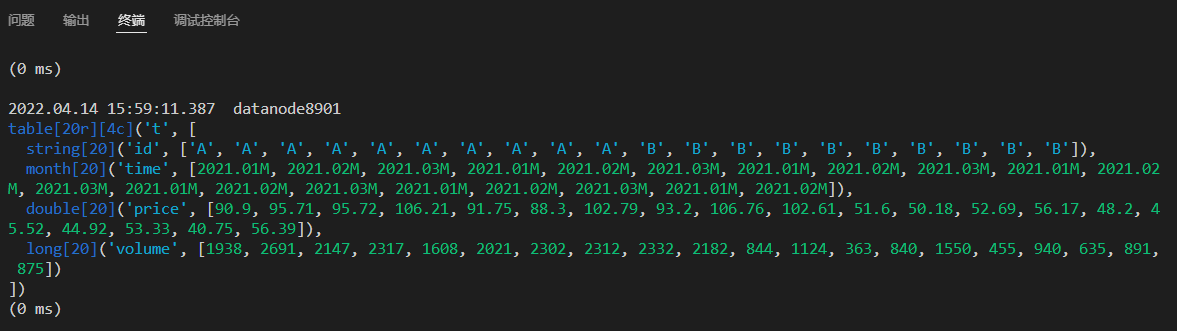 问题 输出 终端 调试控制台
(0 ms)
2022.04.14 15:59:11.387  datanode8901
table[20r][4c]('t', [
  string[20]('id', ['A', 'A', 'A', 'A', 'A', 'A', 'A', 'A', 'A', 'A', 'B', 'B', 'B', 'B', 'B', 'B', 'B', 'B', 'B', 'B']),
  month[20]('time', [2021.01M, 2021.02M, 2021.03M, 2021.01M, 2021.02M, 2021.03M, 2021.01M, 2021.02M, 2021.03M, 2021.01M, 2021.02
M, 2021.03M, 2021.01M, 2021.02M, 2021.03M, 2021.01M, 2021.02M, 2021.03M, 2021.01M, 2021.02M]),
  double[20]('price', [90.9, 95.71, 95.72, 106.21, 91.75, 88.3, 102.79, 93.2, 106.76, 102.61, 51.6, 50.18, 52.69, 56.17, 48.2, 4
5.52, 44.92, 53.33, 40.75, 56.39]),
  long[20]('volume', [1938, 2691, 2147, 2317, 1608, 2021, 2302, 2312, 2332, 2182, 844, 1124, 363, 840, 1550, 455, 940, 635, 891,
 875])
])
(0 ms)